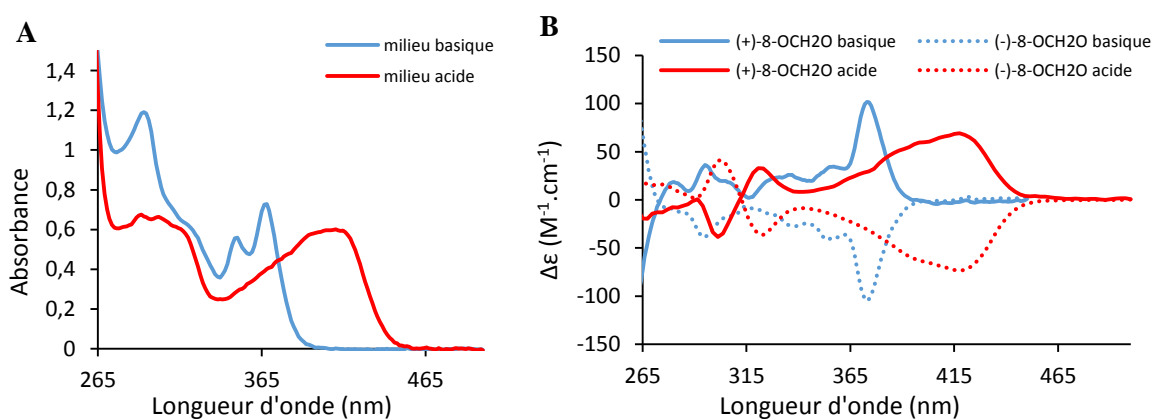 A
milieu basique
milieu acide
1,4
1,2
1
0,8
0,6
0,4
0,2
0
265
365
465
Absorbance
Longueur d'onde (nm)
B
(+)-8-OCH2O basique
(-)-8-OCH2O basique
(+)-8-OCH2O acide
(-)-8-OCH2O acide
150
100
50
0
-50
-100
-150
265
315
365
415
465
Δε (M⁻¹.cm⁻¹)
Longueur d'onde (nm)